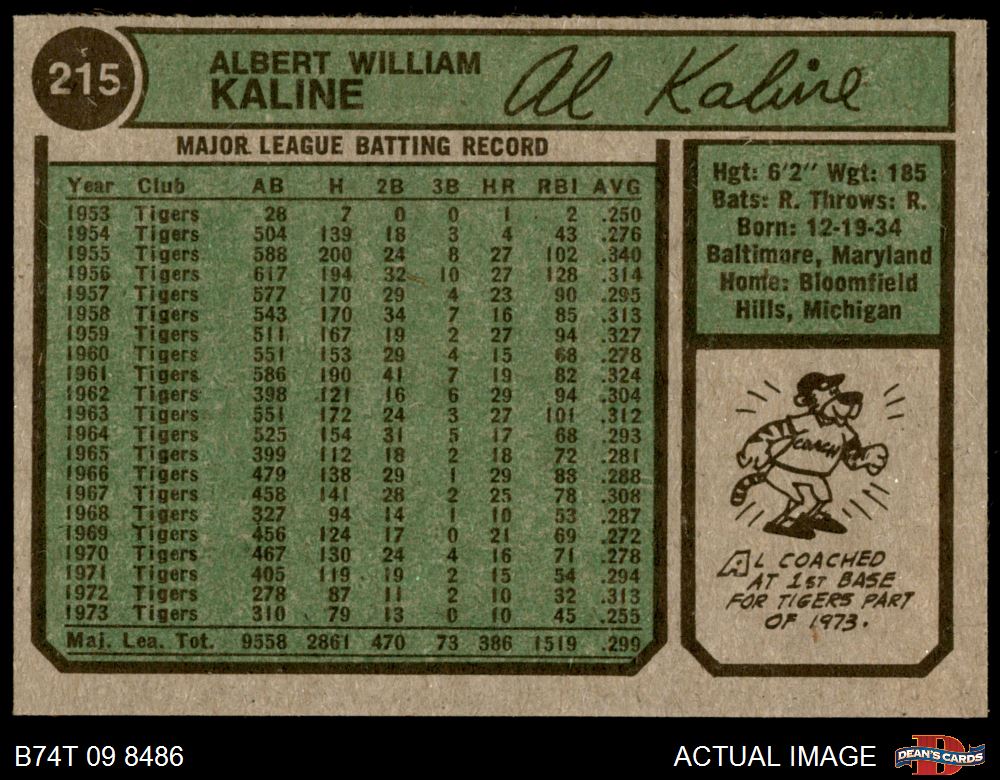 215
ALBERT WILLIAM
KALINE
Al Kaline
MAJOR LEAGUE BATTING RECORD
Year Club AB H 2B 3B HR RBI AVG
1953 Tigers 28 7 0 0 1 2 .250
1954 Tigers 504 139 18 3 4 43 .276
1955 Tigers 588 200 24 8 27 102 .340
1956 Tigers 617 194 32 10 27 128 .314
1957 Tigers 577 170 29 4 23 90 .295
1958 Tigers 543 170 34 7 16 85 .313
1959 Tigers 511 167 19 2 27 94 .327
1960 Tigers 551 153 29 4 15 68 .278
1961 Tigers 586 190 41 7 19 82 .324
1962 Tigers 398 121 16 6 29 94 .304
1963 Tigers 551 172 24 3 27 101 .312
1964 Tigers 525 154 31 5 17 68 .293
1965 Tigers 399 112 18 2 18 72 .281
1966 Tigers 479 138 29 1 29 88 .288
1967 Tigers 458 141 28 2 25 78 .308
1968 Tigers 327 94 14 1 10 53 .287
1969 Tigers 456 124 17 0 21 69 .272
1970 Tigers 467 130 24 4 16 71 .278
1971 Tigers 405 119 19 2 15 54 .294
1972 Tigers 278 87 11 2 10 32 .313
1973 Tigers 310 79 13 0 10 45 .255
Maj. Lea. Tot. 9558 2861 470 73 386 1519 .299
Hgt: 6'2" Wgt: 185
Bats: R. Throws: R.
Born: 12-19-34
Baltimore, Maryland
Home: Bloomfield
Hills, Michigan
COACH
AL COACHED
AT 1ST BASE
FOR TIGERS PART
OF 1973.
B74T 09 8486
ACTUAL IMAGE
D
DEAN'S CARDS